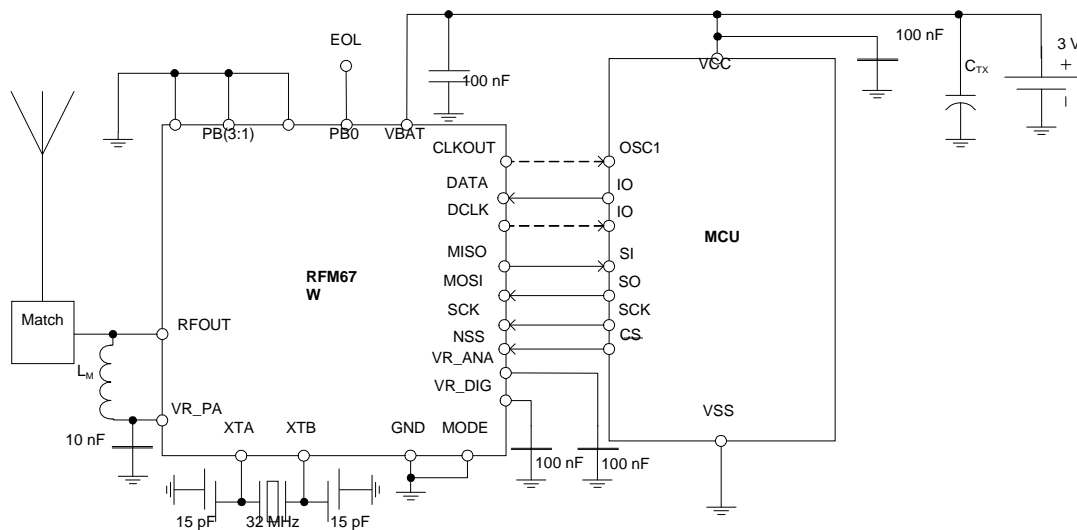 EOL
100 nF
3 V
+
VCC
C_TX
100 nF
PB(3:1)
PB0
VBAT
CLKOUT
OSC1
DATA
IO
DCLK
IO
MCU
MISO
SI
RFM67
W
MOSI
SO
SCK
SCK
Match
RFOUT
NSS
CS
VR_ANA
L_M
VR_DIG
VR_PA
VSS
XTA
XTB
GND
MODE
10 nF
100 nF
100 nF
15 pF
32 MHz
15 pF